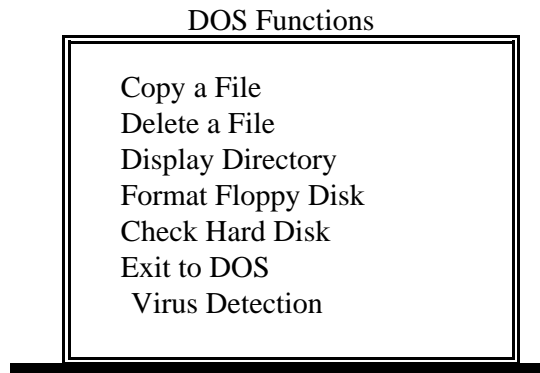 DOS Functions
Copy a File
Delete a File
Display Directory
Format Floppy Disk
Check Hard Disk
Exit to DOS
Virus Detection